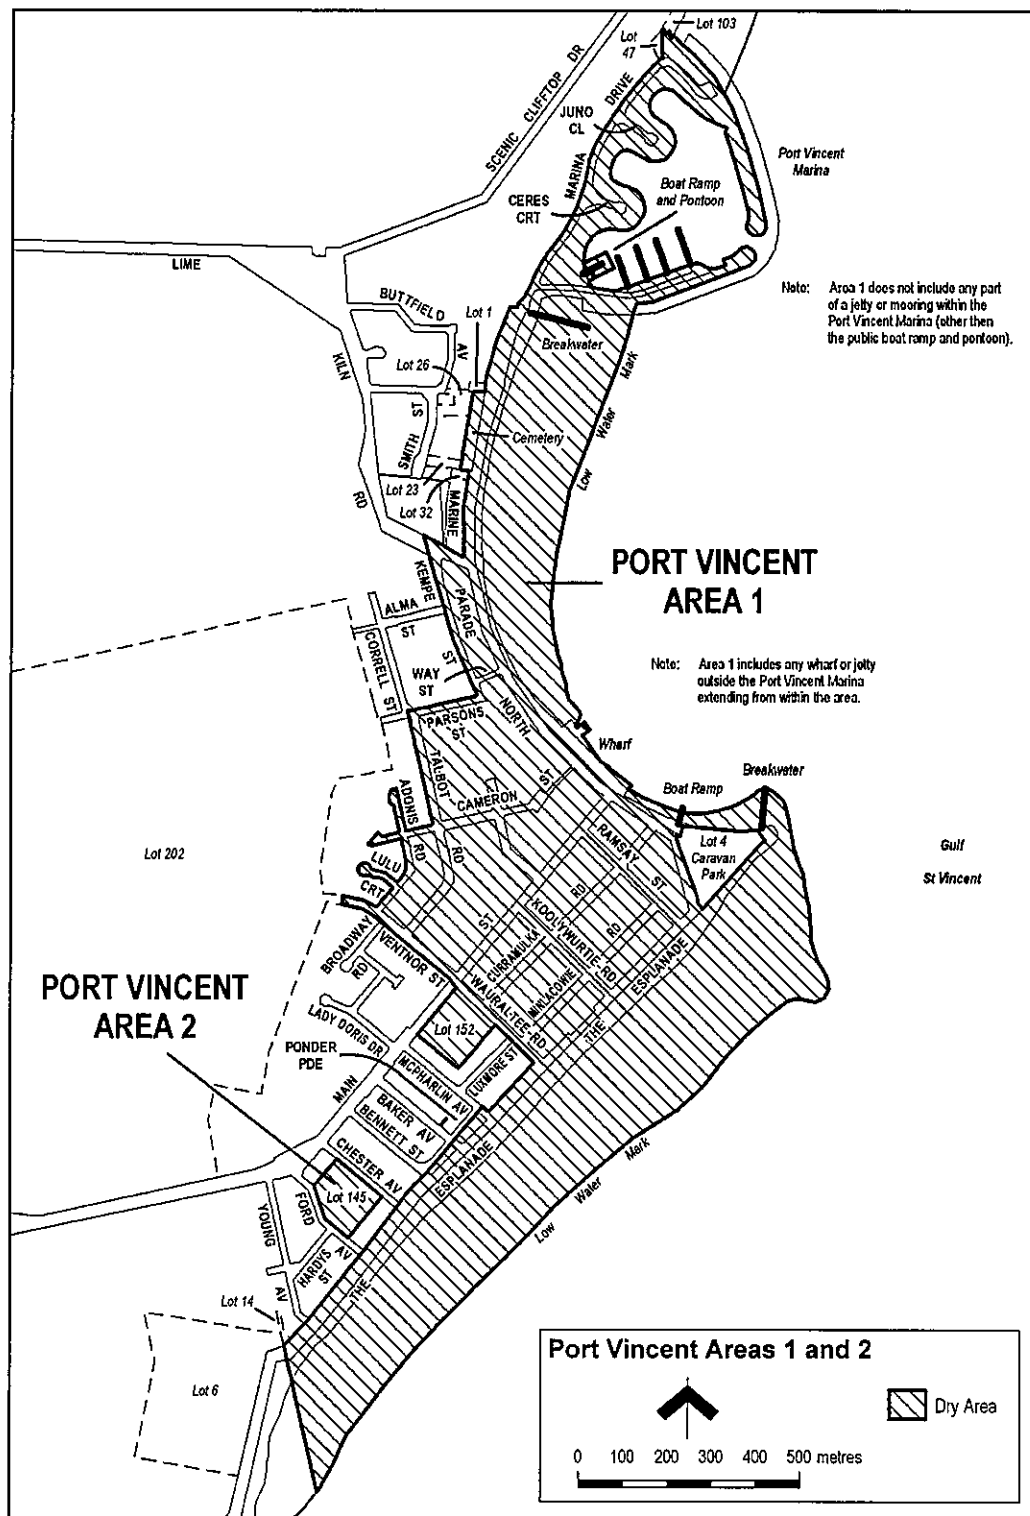 Lot 103
Lot
47
SCENIC CLIFFTOP DR
MARINA DRIVE
JUNO
CL
Port Vincent
Marina
CERES
CRT
Boat Ramp
and Pontoon
LIME
KILN
RD
BUTTFIELD
AV
Lot 1
Note: Area 1 does not include any part
of a jetty or mooring within the
Port Vincent Marina (other then
the public boat ramp and pontoon).
Breakwater
Lot 26
SMITH ST
Cemetery
Low Water Mark
Lot 23
Lot 32
MARINE
PARADE
KEMPE
ST
PORT VINCENT
AREA 1
ALMA
ST
CORRELL ST
WAY
ST
NORTH
Note: Area 1 includes any wharf or jetty
outside the Port Vincent Marina
extending from within the area.
PARSONS
ST
TALBOT
RD
Wharf
ADONIS
RD
CAMERON
ST
Boat Ramp
Breakwater
Lot 202
LULU
CRT
RAMSAY
ST
Lot 4
Caravan
Park
Gulf
St Vincent
BROADWAY
RD
VENTNOR ST
ST
RD
RD
KOOLYWURTIE RD
CURRAMULKA
MINLACOWIE
WAURALTEE RD
THE ESPLANADE
PORT VINCENT
AREA 2
LADY DORIS DR
Lot 152
PONDER
PDE
MCPHARLIN AV
LUXMORE ST
MAIN
BAKER AV
BENNETT ST
CHESTER AV
Lot 145
THE ESPLANADE
Low Water Mark
YOUNG
AV
FORD
AV
HARDYS
ST
Lot 14
Lot 6
Port Vincent Areas 1 and 2
Dry Area
0 100 200 300 400 500 metres